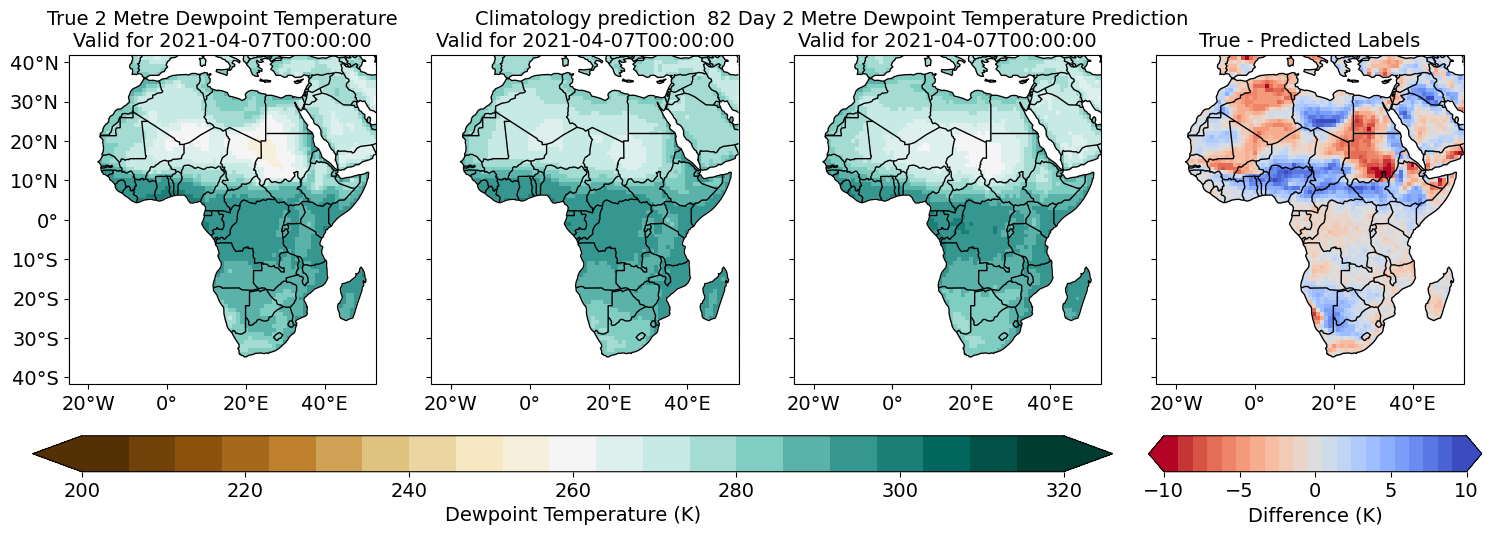 True 2 Metre Dewpoint Temperature
Valid for 2021-04-07T00:00:00
Climatology prediction 82 Day 2 Metre Dewpoint Temperature Prediction
Valid for 2021-04-07T00:00:00
Valid for 2021-04-07T00:00:00
True - Predicted Labels
40°N
30°N
20°N
10°N
0°
10°S
20°S
30°S
40°S
20°W 0° 20°E 40°E
20°W 0° 20°E 40°E
20°W 0° 20°E 40°E
20°W 0° 20°E 40°E
200 220 240 260 280 300 320
Dewpoint Temperature (K)
−10 −5 0 5 10
Difference (K)